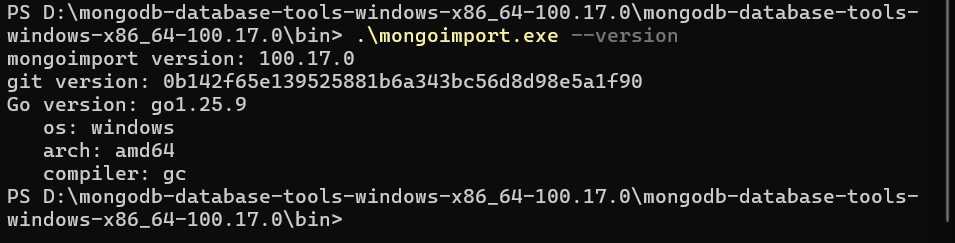 PS D:\mongodb-database-tools-windows-x86_64-100.17.0\mongodb-database-tools-
windows-x86_64-100.17.0\bin> .\mongoimport.exe --version
mongoimport version: 100.17.0
git version: 0b142f65e139525881b6a343bc56d8d98e5a1f90
Go version: go1.25.9
   os: windows
   arch: amd64
   compiler: gc
PS D:\mongodb-database-tools-windows-x86_64-100.17.0\mongodb-database-tools-
windows-x86_64-100.17.0\bin>